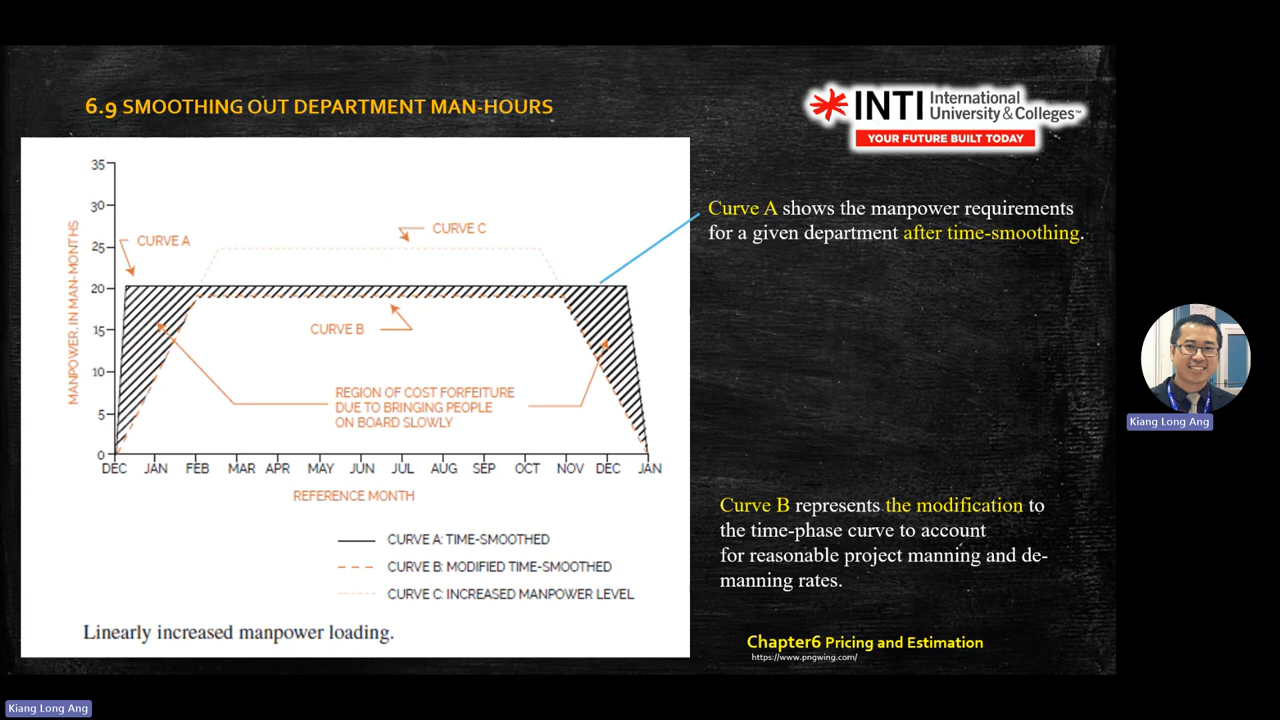 6.9 SMOOTHING OUT DEPARTMENT MAN-HOURS
INTI International
University & Colleges™
YOUR FUTURE BUILT TODAY
35
30
25
20
15
10
5
0
MANPOWER, IN MAN-MONTHS
CURVE A
CURVE C
CURVE B
REGION OF COST FORFEITURE
DUE TO BRINGING PEOPLE
ON BOARD SLOWLY
DEC JAN FEB MAR APR MAY JUN JUL AUG SEP OCT NOV DEC JAN
REFERENCE MONTH
CURVE A: TIME-SMOOTHED
CURVE B: MODIFIED TIME-SMOOTHED
CURVE C: INCREASED MANPOWER LEVEL
Linearly increased manpower loading.
Curve A shows the manpower requirements
for a given department after time-smoothing.
Curve B represents the modification to
the time-phase curve to account
for reasonable project manning and de-
manning rates.
Chapter6 Pricing and Estimation
https://www.pngwing.com/
Kiang Long Ang
Kiang Long Ang